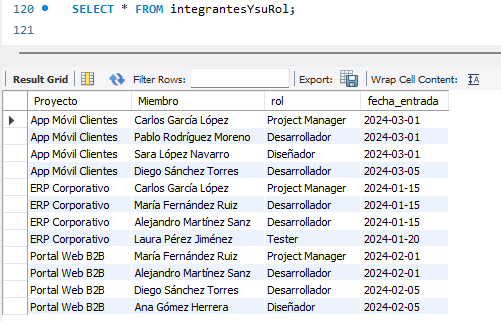 120 SELECT * FROM integrantesYsuRol;
121
Result Grid Filter Rows: Export: Wrap Cell Content:
Proyecto Miembro rol fecha_entrada
App Móvil Clientes Carlos García López Project Manager 2024-03-01
App Móvil Clientes Pablo Rodríguez Moreno Desarrollador 2024-03-01
App Móvil Clientes Sara López Navarro Diseñador 2024-03-01
App Móvil Clientes Diego Sánchez Torres Desarrollador 2024-03-05
ERP Corporativo Carlos García López Project Manager 2024-01-15
ERP Corporativo María Fernández Ruiz Desarrollador 2024-01-15
ERP Corporativo Alejandro Martínez Sanz Desarrollador 2024-01-15
ERP Corporativo Laura Pérez Jiménez Tester 2024-01-20
Portal Web B2B María Fernández Ruiz Project Manager 2024-02-01
Portal Web B2B Alejandro Martínez Sanz Desarrollador 2024-02-01
Portal Web B2B Diego Sánchez Torres Desarrollador 2024-02-05
Portal Web B2B Ana Gómez Herrera Diseñador 2024-02-05